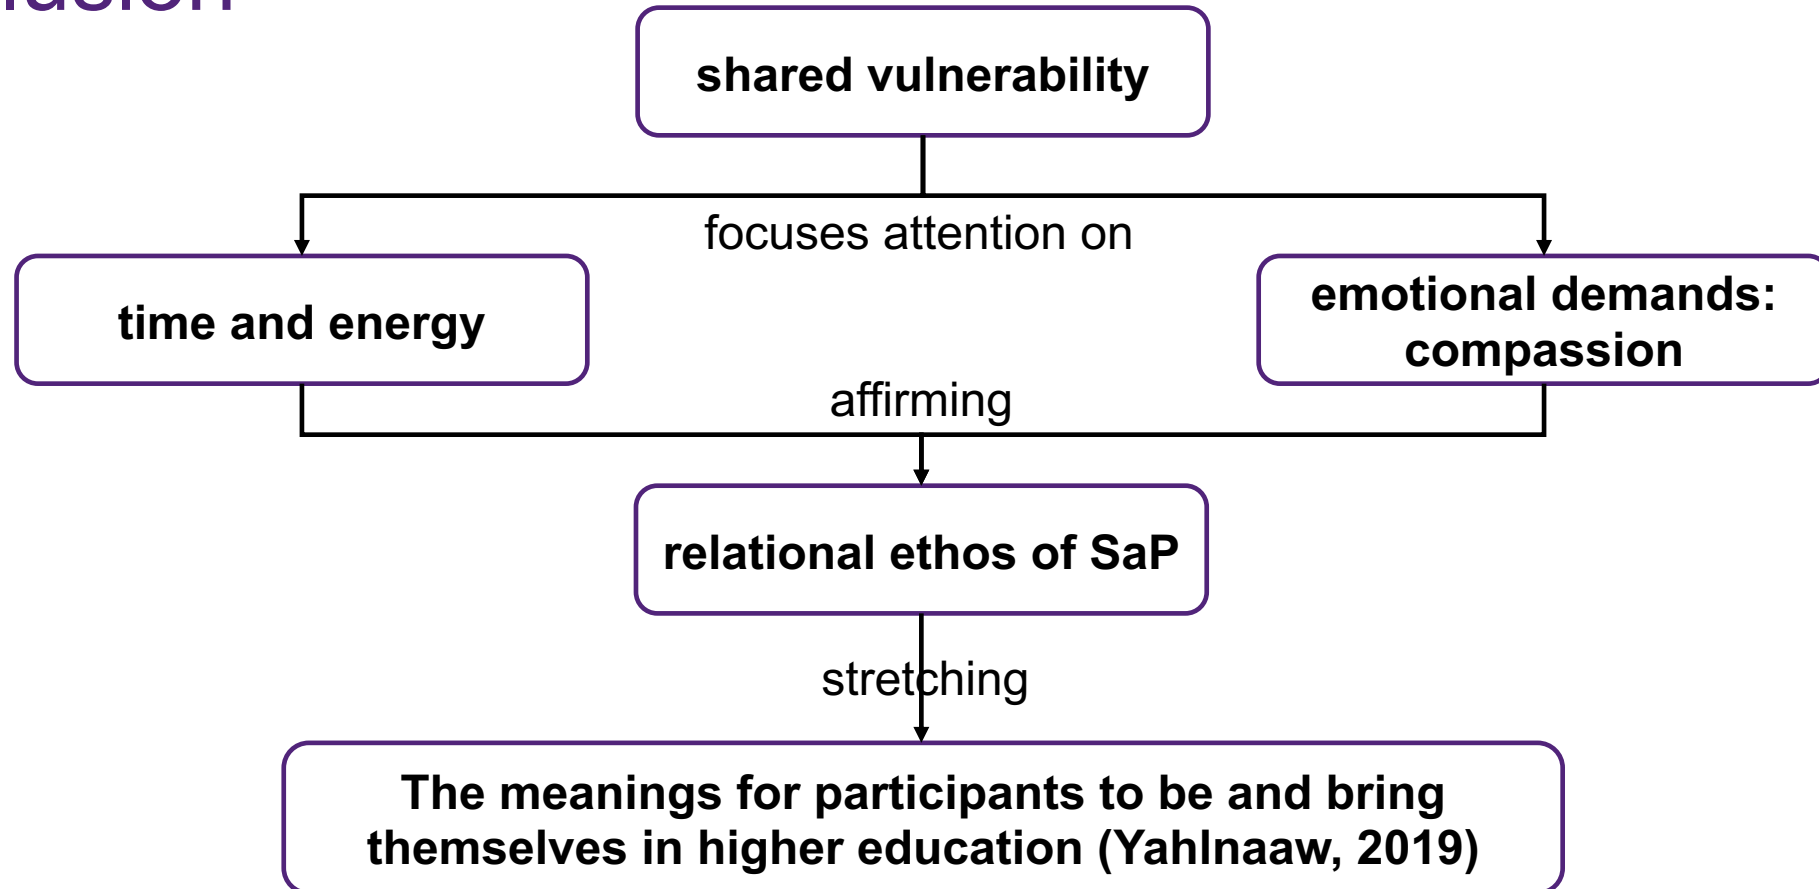 shared vulnerability
focuses attention on
time and energy
emotional demands:
compassion
affirming
relational ethos of SaP
stretching
The meanings for participants to be and bring
themselves in higher education (Yahlnaaw, 2019)